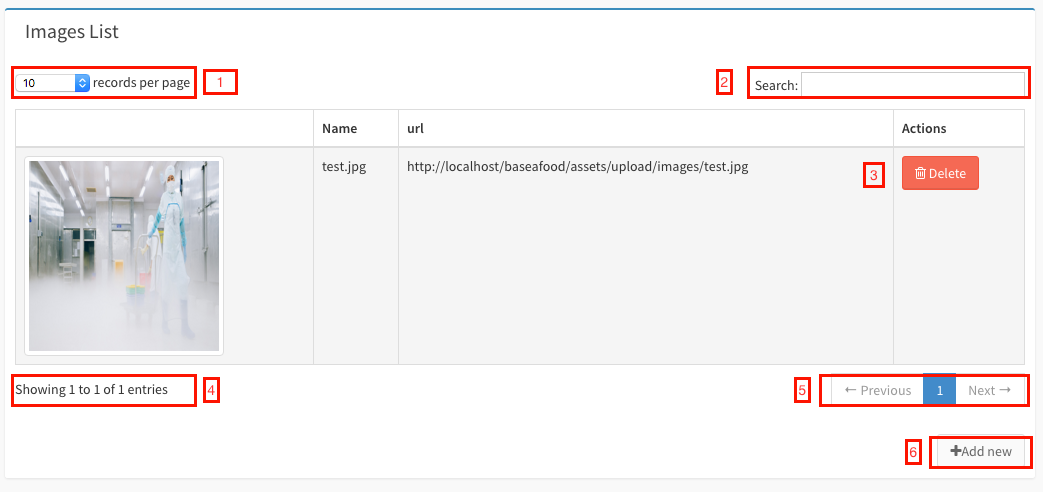 Images List
10 records per page 1 2 Search:
Name url Actions
test.jpg http://localhost/baseafood/assets/upload/images/test.jpg 3 Delete
Showing 1 to 1 of 1 entries 4 5 ← Previous 1 Next →
6 +Add new